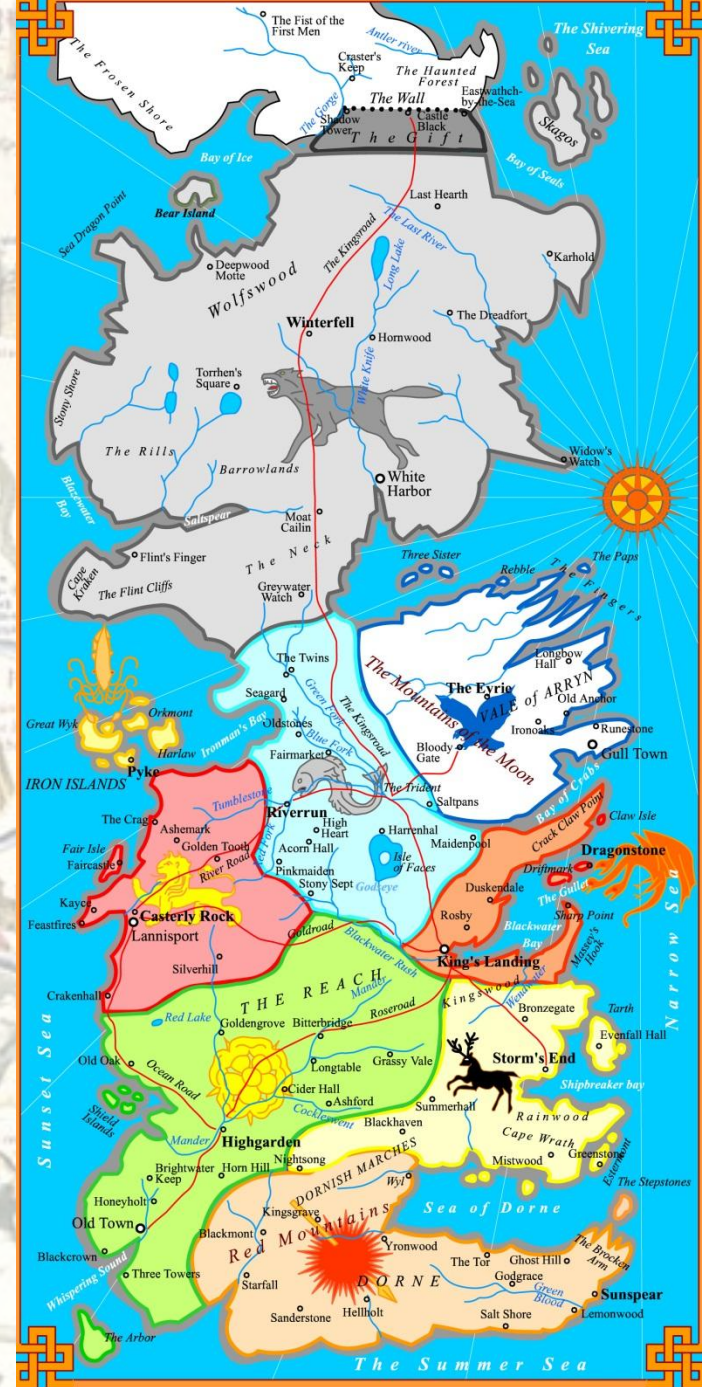 The Fist of the
First Men
The Shivering
Sea
Antler river
The Frozen Shore
Craster's
Keep
The Haunted
Forest
The Gorge
The Wall
Eastwathch-
by-the-Sea
Shadow
Tower
Castle
Black
The Gift
Skagos
Bay of Ice
Bay of Seals
Bear Island
Last Hearth
Sea Dragon Point
The Last River
The Kingsroad
Karhold
Deepwood
Motte
Long Lake
Wolfswood
The Dreadfort
Winterfell
Hornwood
Torrhen's
Square
White Knife
Stony Shore
The Rills
Barrowlands
Widow's
Watch
White
Harbor
Blazewater
Bay
Saltspear
Moat
Cailin
The Neck
Flint's Finger
Three Sister
The Paps
Rebble
The Fingers
Cape
Kraken
The Flint Cliffs
Greywater
Watch
The Twins
Longbow
Hall
The Mountains of the Moon
The Eyrie
VALE of ARRYN
Seagard
Green Fork
The Kingsroad
Old Anchor
Great Wyk
Orkmont
Oldstones
Ironman's Bay
Blue Fork
Ironoaks
Runestone
Harlaw
Fairmarket
Bloody
Gate
Gull Town
Pyke
IRON ISLANDS
The Trident
Bay of Crabs
Tumblestone
Riverrun
Saltpans
Crack Claw Point
Claw Isle
The Crag
Ashemark
High
Heart
Harrenhal
Maidenpool
Golden Tooth
Red Fork
Acorn Hall
Fair Isle
Faircastle
River Road
Pinkmaiden
Isle
of Faces
Dragonstone
Driftmark
Stony Sept
Godseye
Duskendale
The Gullet
Kayce
Casterly Rock
Sharp Point
Feastfires
Lannisport
Goldroad
Rosby
Blackwater
Bay
Massey's
Hook
Narrow Sea
Blackwater Rush
King's Landing
Silverhill
Crakenhall
THE REACH
Mander
Kingswood
Wendwater
Red Lake
Goldengrove
Bitterbridge
Roseroad
Bronzegate
Tarth
Evenfall Hall
Sunset Sea
Old Oak
Ocean Road
Longtable
Grassy Vale
Storm's End
Shipbreaker bay
Cider Hall
Ashford
Cockleswent
Summerhall
Shield
Islands
Rainwood
Mander
Highgarden
Blackhaven
Cape Wrath
Brightwater
Keep
Horn Hill
Nightsong
Mistwood
Greenstone
Estermont
DORNISH MARCHES
Wyl
The Stepstones
Honeyholt
Kingsgrave
Sea of Dorne
Old Town
Blackmont
Red Mountains
Yronwood
The Brocken
Arm
Blackcrown
Whispering Sound
The Tor
Ghost Hill
Three Towers
Starfall
DORNE
Godgrace
Sunspear
Green
Blood
Lemonwood
Sanderstone
Hellholt
Salt Shore
The Arbor
The Summer Sea